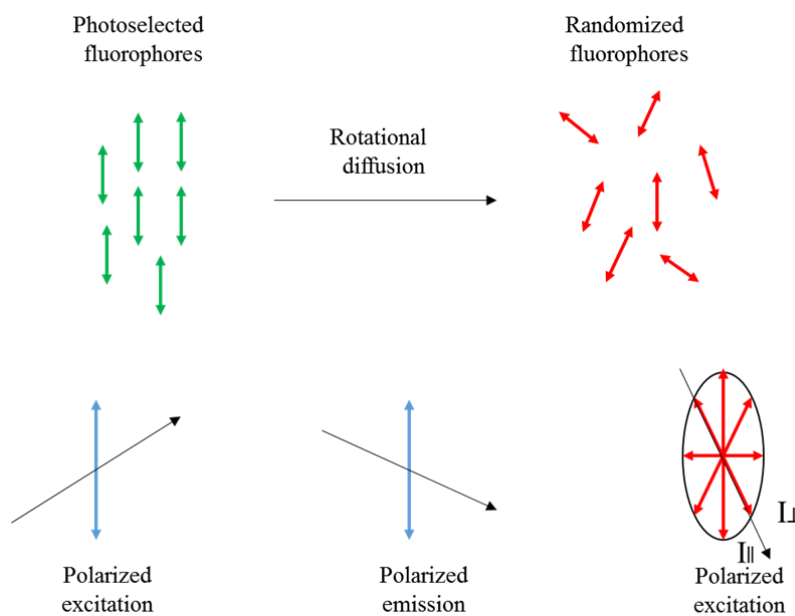 Photoselected
fluorophores
Randomized
fluorophores
Rotational
diffusion
I⊥
I||
Polarized
excitation
Polarized
emission
Polarized
excitation